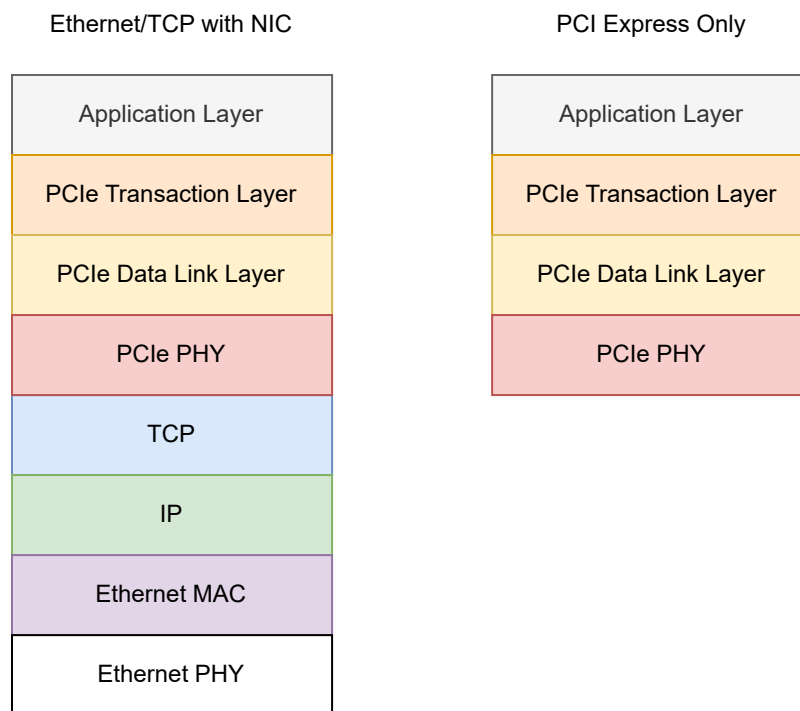 Ethernet/TCP with NIC
Application Layer
PCIe Transaction Layer
PCIe Data Link Layer
PCIe PHY
TCP
IP
Ethernet MAC
Ethernet PHY
PCI Express Only
Application Layer
PCIe Transaction Layer
PCIe Data Link Layer
PCIe PHY